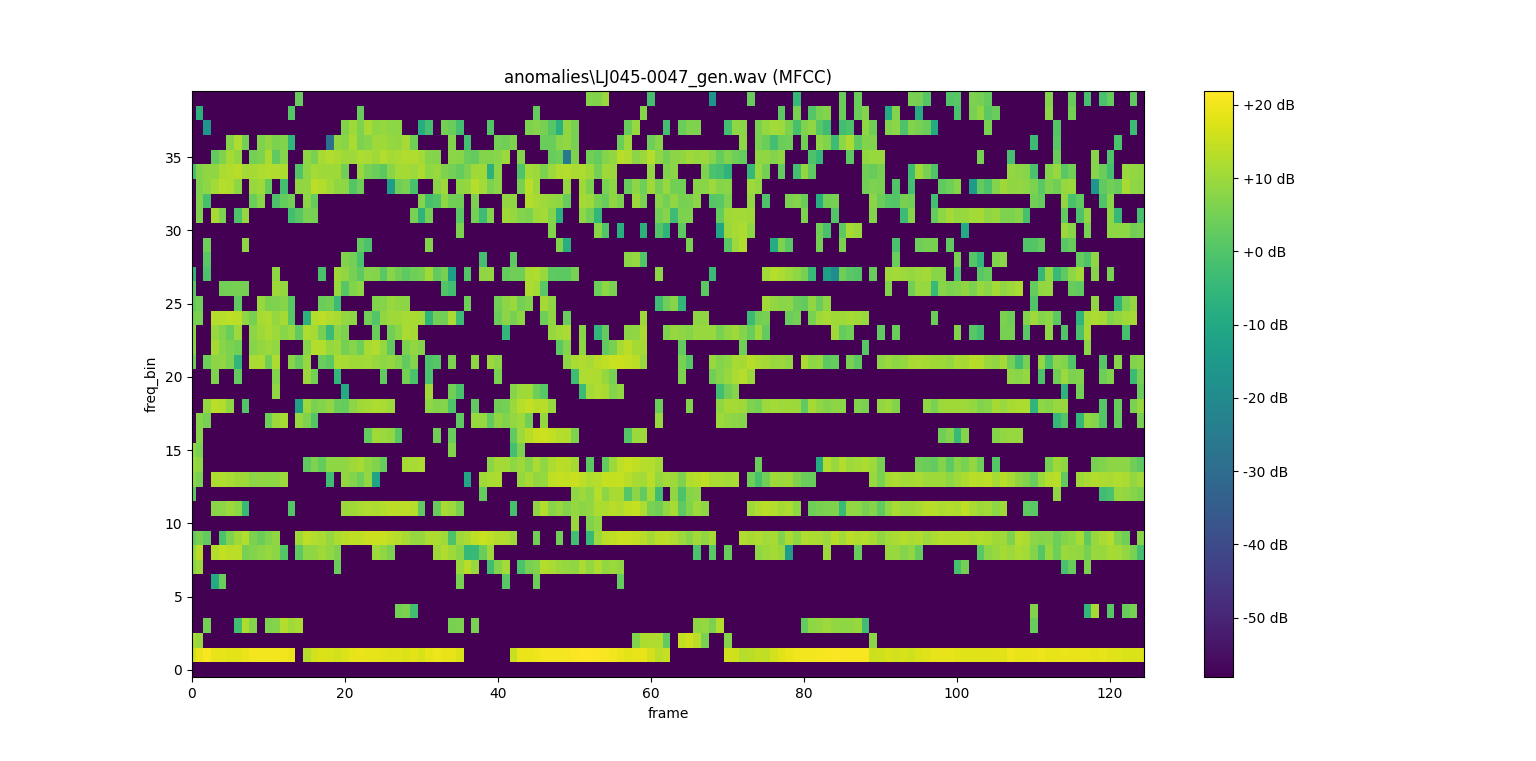 anomalies\LJ045-0047_gen.wav (MFCC)
freq_bin
35
30
25
20
15
10
5
0
0 20 40 60 80 100 120
frame
+20 dB
+10 dB
+0 dB
-10 dB
-20 dB
-30 dB
-40 dB
-50 dB